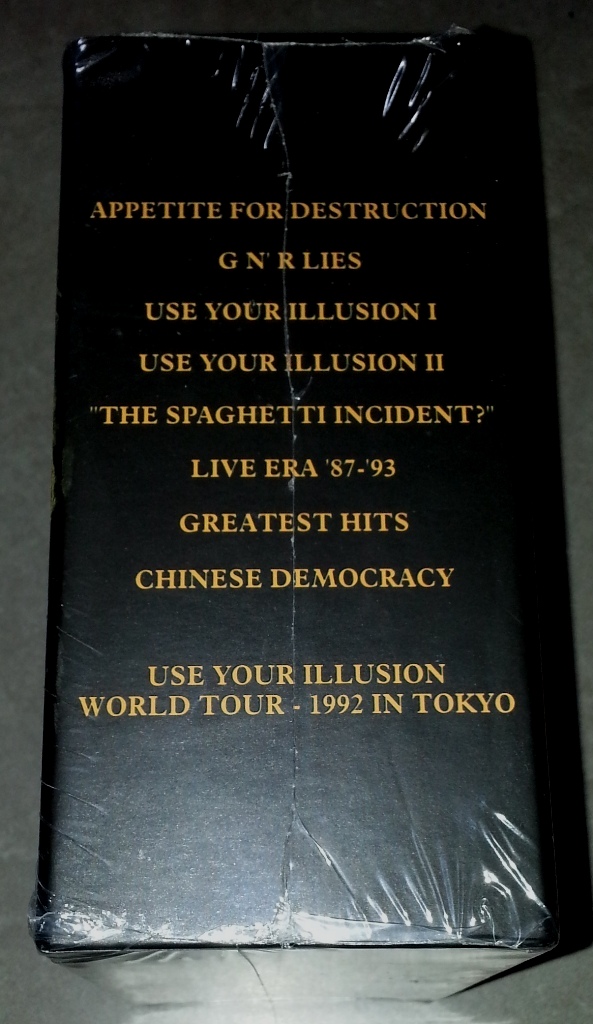 APPETITE FOR DESTRUCTION
G N' R LIES
USE YOUR ILLUSION I
USE YOUR ILLUSION II
"THE SPAGHETTI INCIDENT?"
LIVE ERA '87-'93
GREATEST HITS
CHINESE DEMOCRACY
USE YOUR ILLUSION
WORLD TOUR - 1992 IN TOKYO